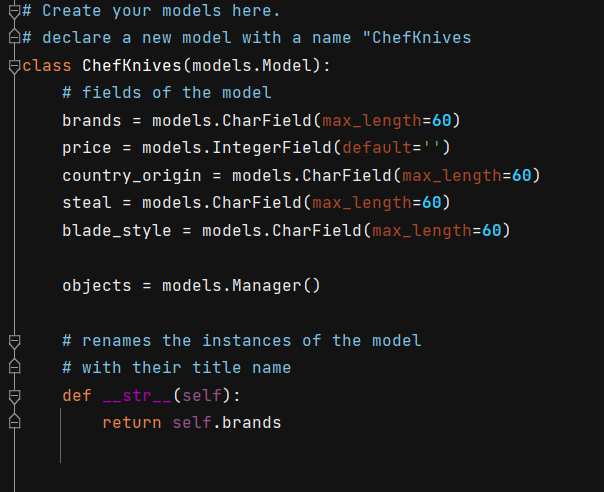 # Create your models here.
# declare a new model with a name "ChefKnives
class ChefKnives(models.Model):
    # fields of the model
    brands = models.CharField(max_length=60)
    price = models.IntegerField(default='')
    country_origin = models.CharField(max_length=60)
    steal = models.CharField(max_length=60)
    blade_style = models.CharField(max_length=60)
    objects = models.Manager()
    # renames the instances of the model
    # with their title name
    def __str__(self):
        return self.brands